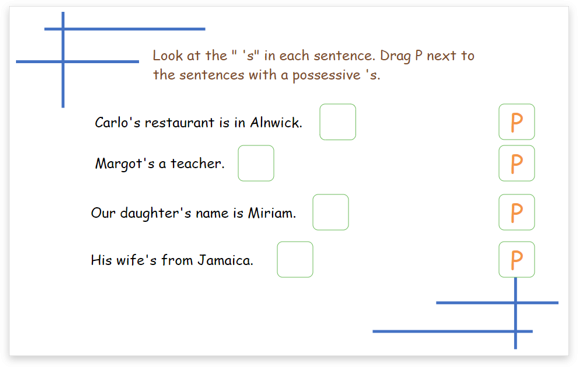 Look at the " 's" in each sentence. Drag P next to
the sentences with a possessive 's.
Carlo's restaurant is in Alnwick. P
Margot's a teacher. P
Our daughter's name is Miriam. P
His wife's from Jamaica. P